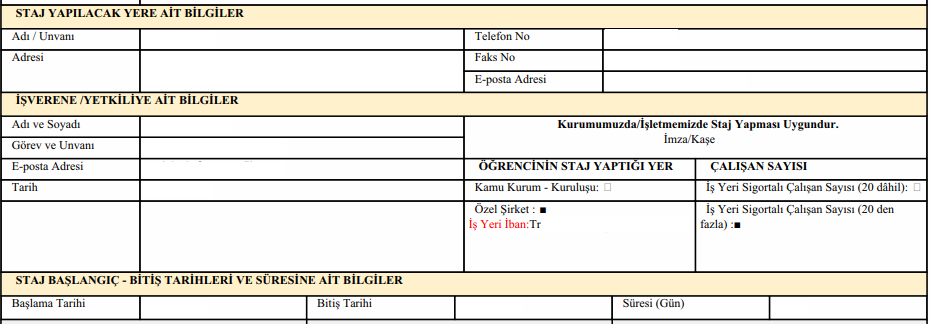 STAJ YAPILACAK YERE AİT BİLGİLER
Adı / Unvanı
Telefon No
Adresi
Faks No
E-posta Adresi
İŞVERENE /YETKİLİYE AİT BİLGİLER
Adı ve Soyadı
Kurumumuzda/İşletmemizde Staj Yapması Uygundur.
İmza/Kaşe
Görev ve Unvanı
E-posta Adresi
ÖĞRENCİNİN STAJ YAPTIĞI YER
ÇALIŞAN SAYISI
Tarih
Kamu Kurum - Kuruluşu: □
İş Yeri Sigortalı Çalışan Sayısı (20 dâhil): □
Özel Şirket : ■
İş Yeri İban:Tr
İş Yeri Sigortalı Çalışan Sayısı (20 den
fazla) :■
STAJ BAŞLANGIÇ - BİTİŞ TARİHLERİ VE SÜRESİNE AİT BİLGİLER
Başlama Tarihi
Bitiş Tarihi
Süresi (Gün)